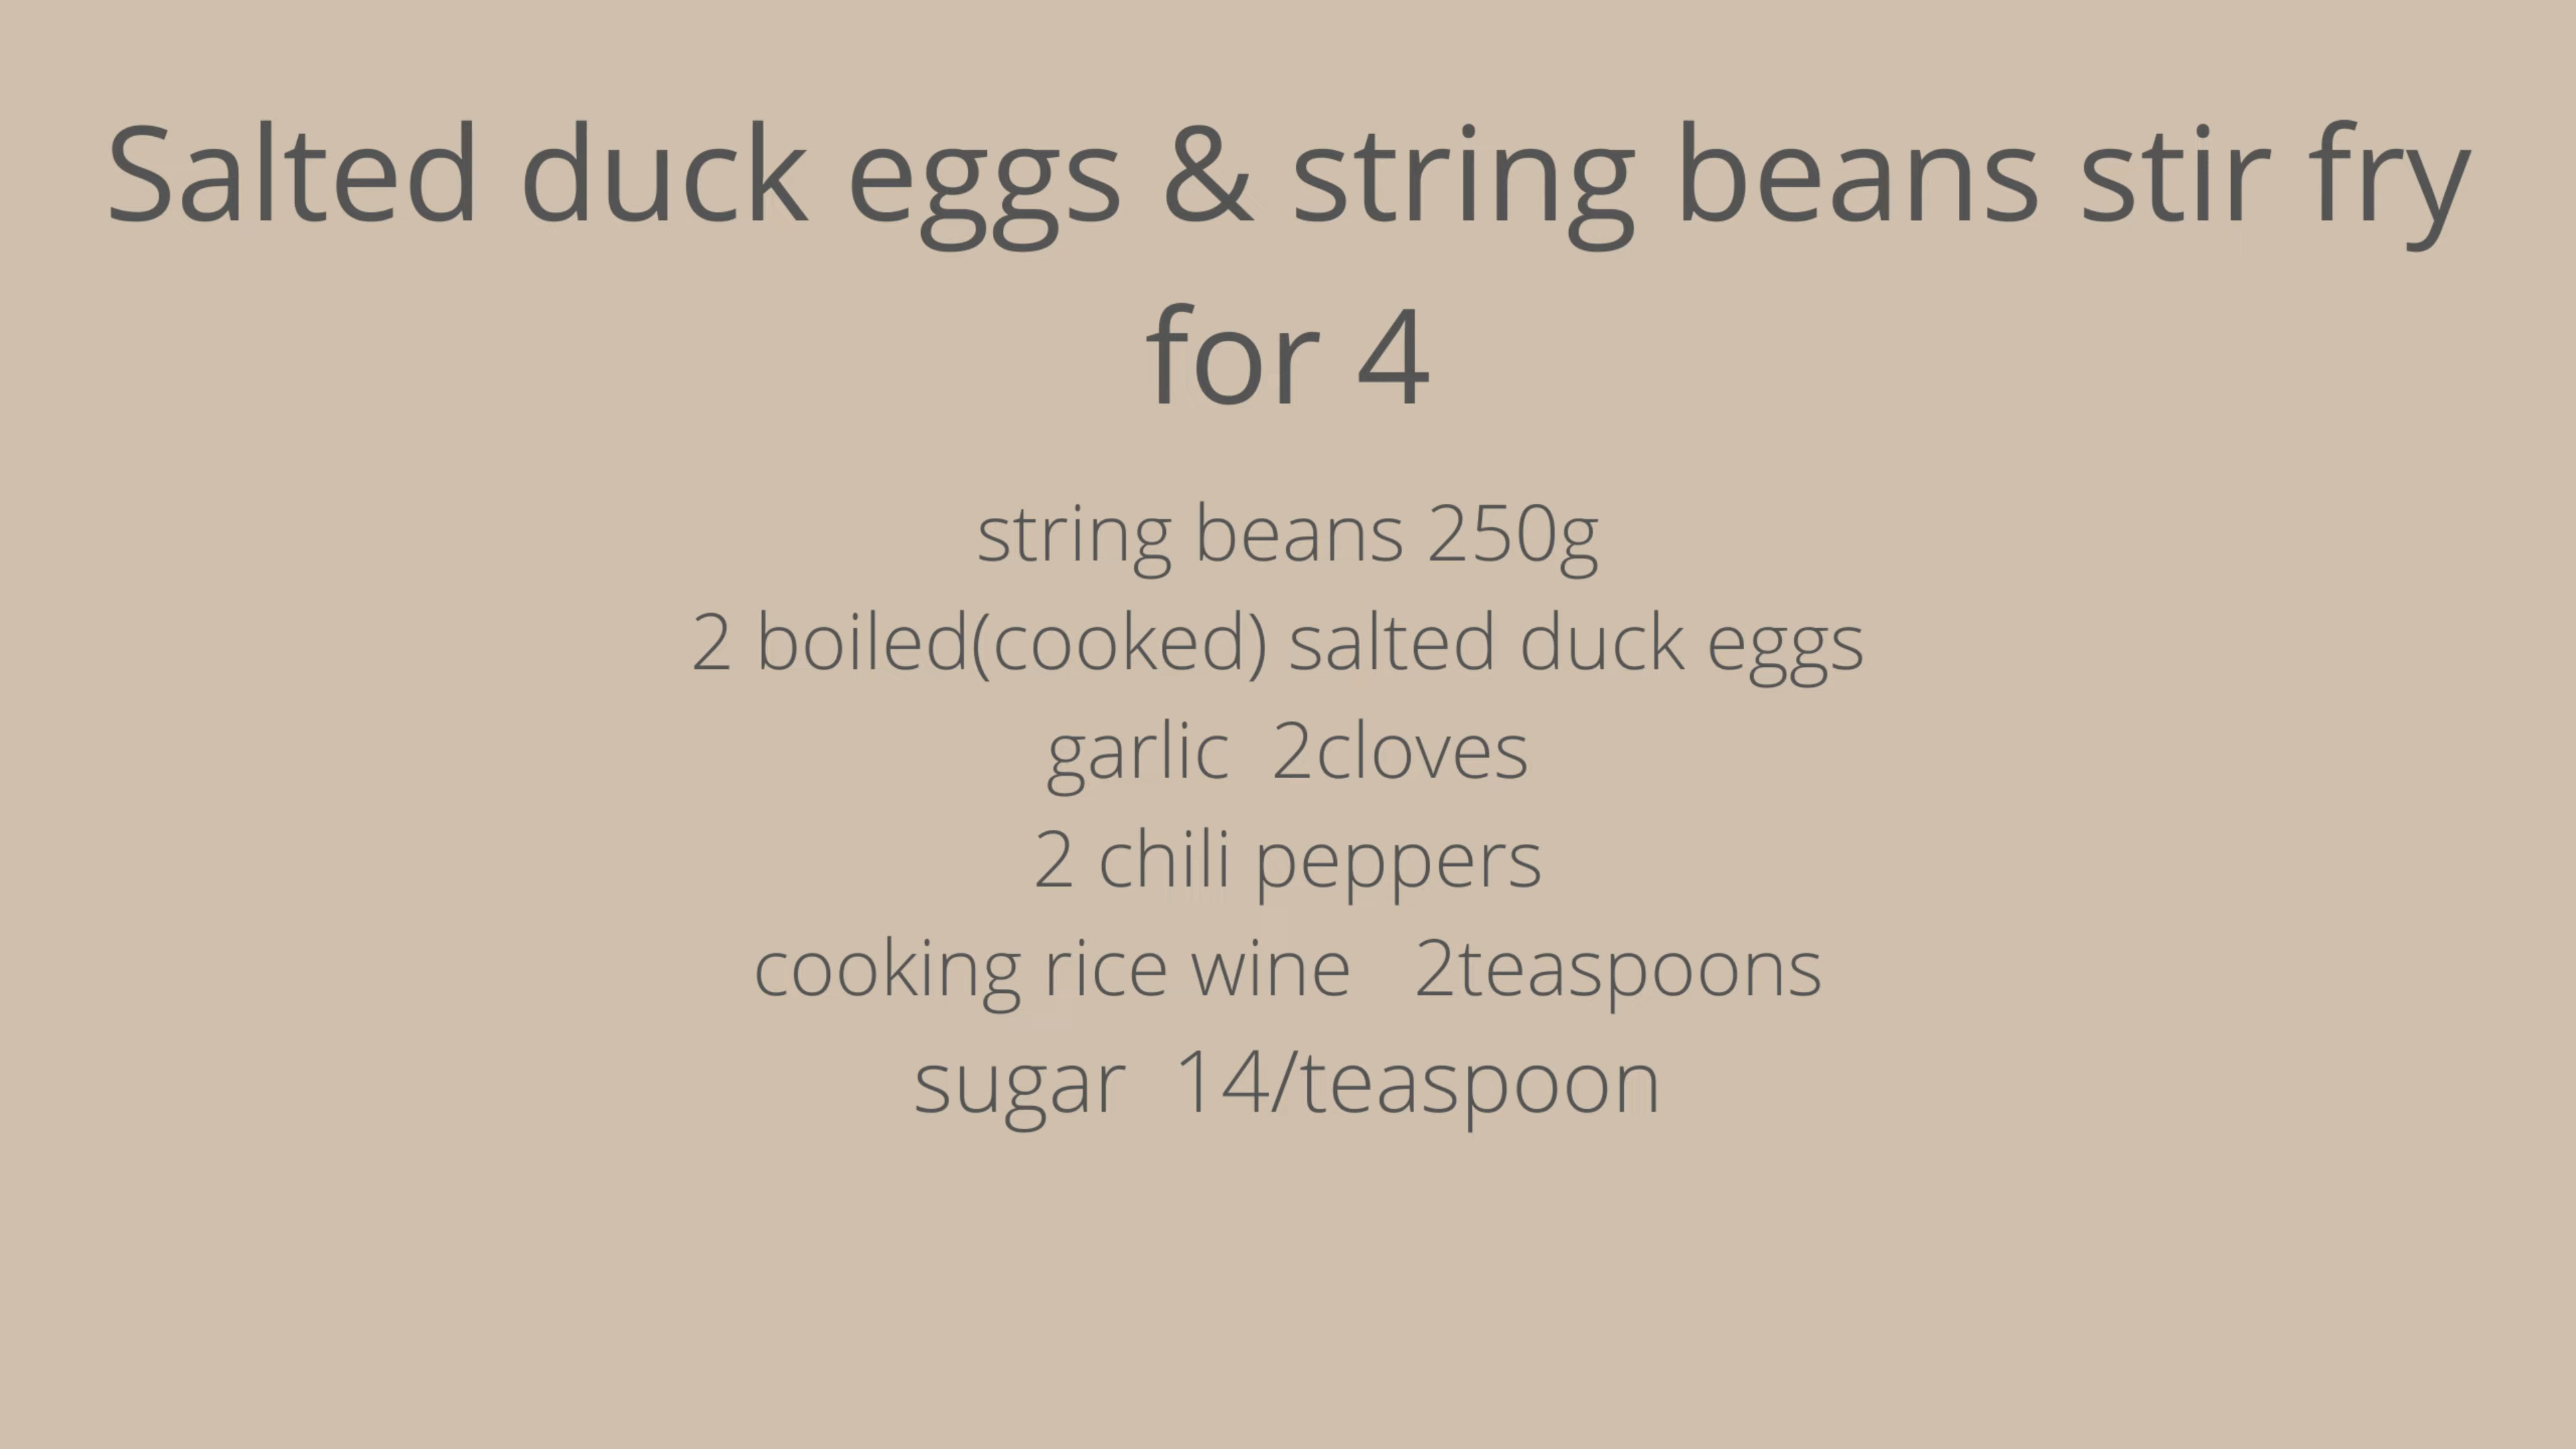 Salted duck eggs & string beans stir fry
for 4
string beans 250g
2 boiled(cooked) salted duck eggs
garlic  2cloves
2 chili peppers
cooking rice wine   2teaspoons
sugar  14/teaspoon